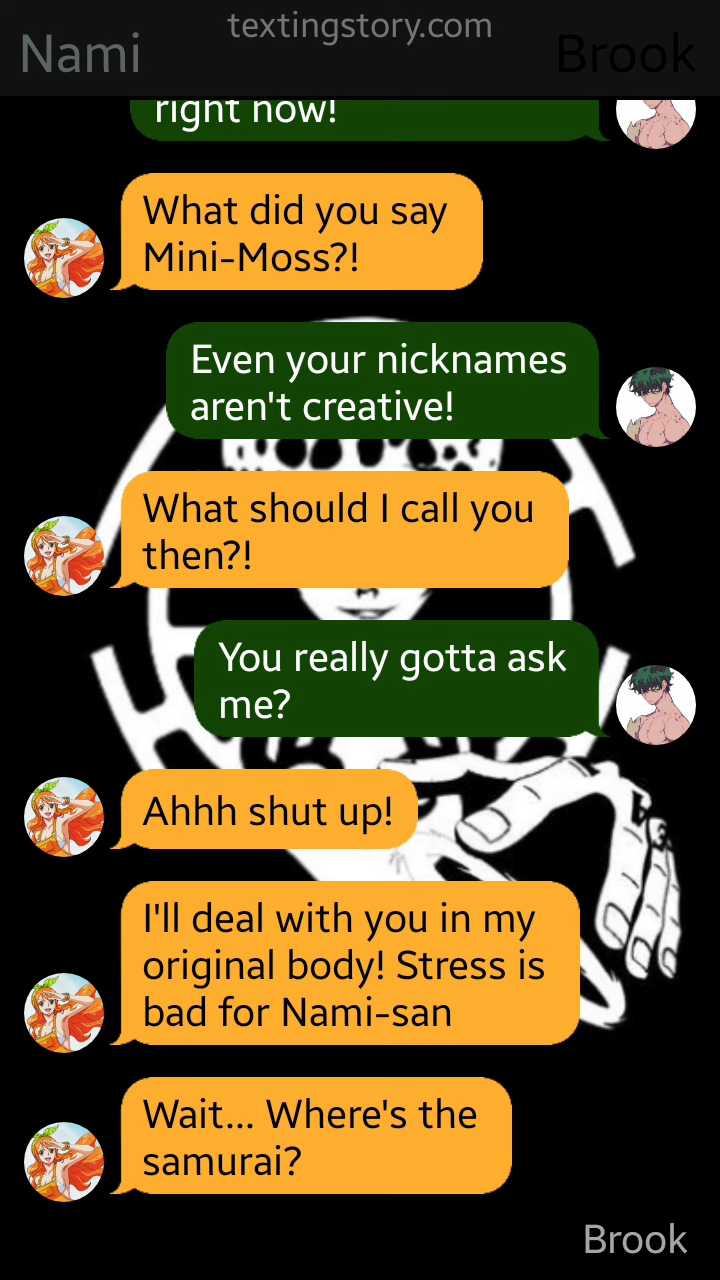 textingstory.com
Nami
Brook
right now!
What did you say
Mini-Moss?!
Even your nicknames
aren't creative!
What should I call you
then?!
You really gotta ask
me?
Ahhh shut up!
I'll deal with you in my
original body! Stress is
bad for Nami-san
Wait... Where's the
samurai?
Brook